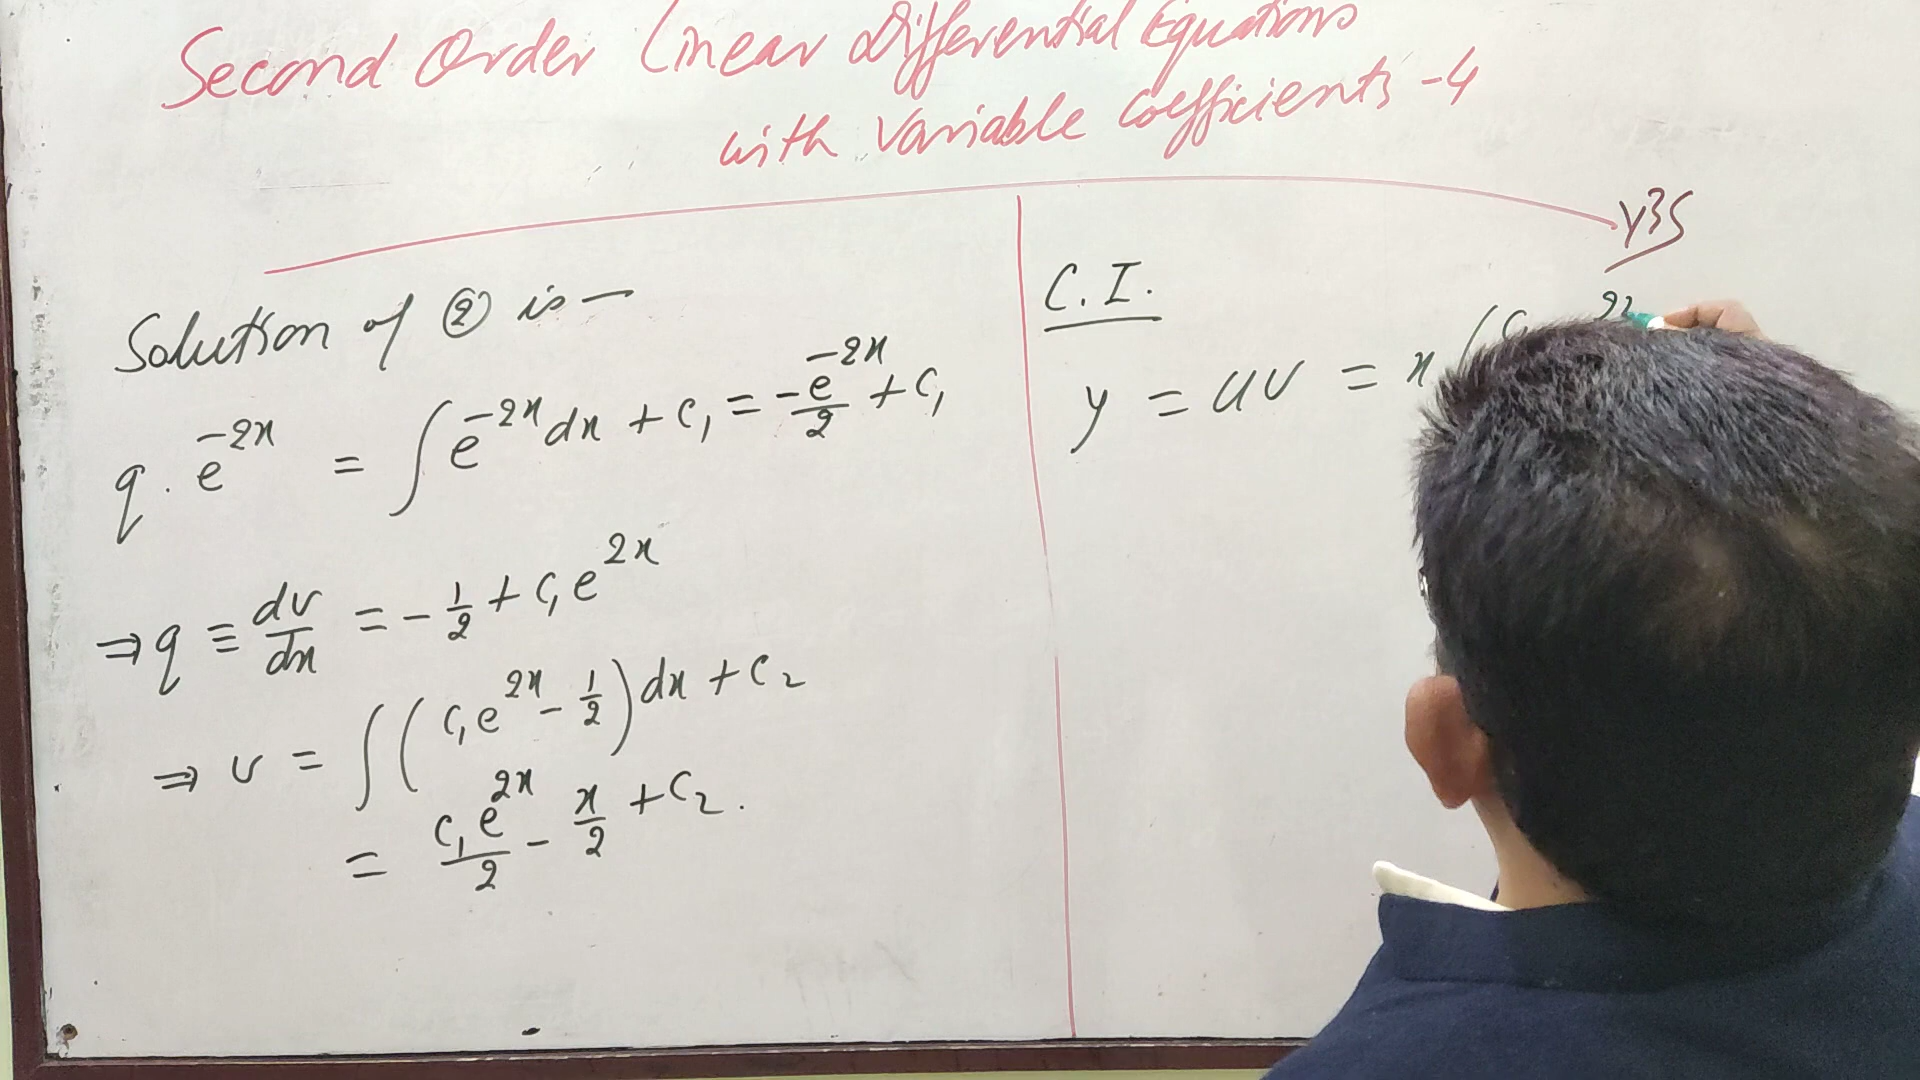 Second Order Linear Differential Equations
with Variable Coefficients -4
Y3S
Solution of ② is —
q . e^{-2x} = ∫ e^{-2x} dx + c₁ = -e^{-2x}/2 + c₁
⇒ q ≡ dv/dx = - 1/2 + c₁e^{2x}
⇒ v = ∫ ( c₁e^{2x} - 1/2 ) dx + c₂
= c₁e^{2x}/2 - x/2 + c₂ .
C. I.
y = uv = x (